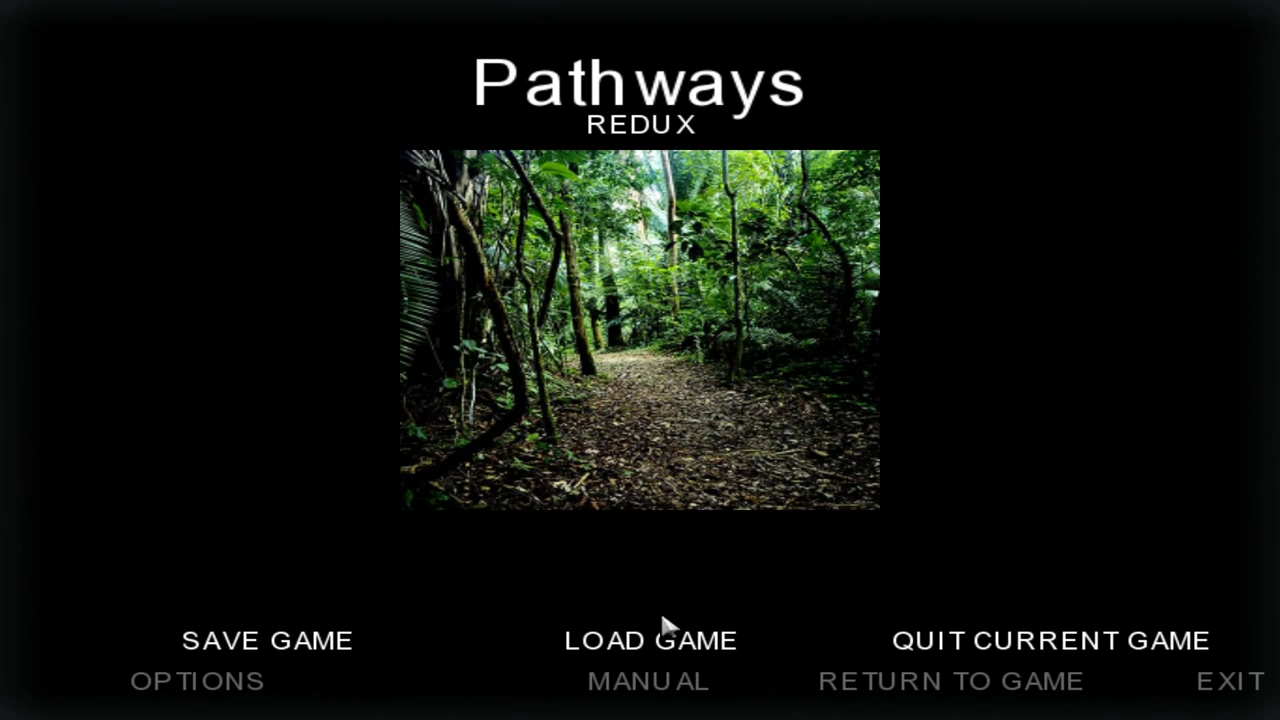 Pathways
REDUX
SAVE GAME LOAD GAME QUIT CURRENT GAME
OPTIONS MANUAL RETURN TO GAME EXIT